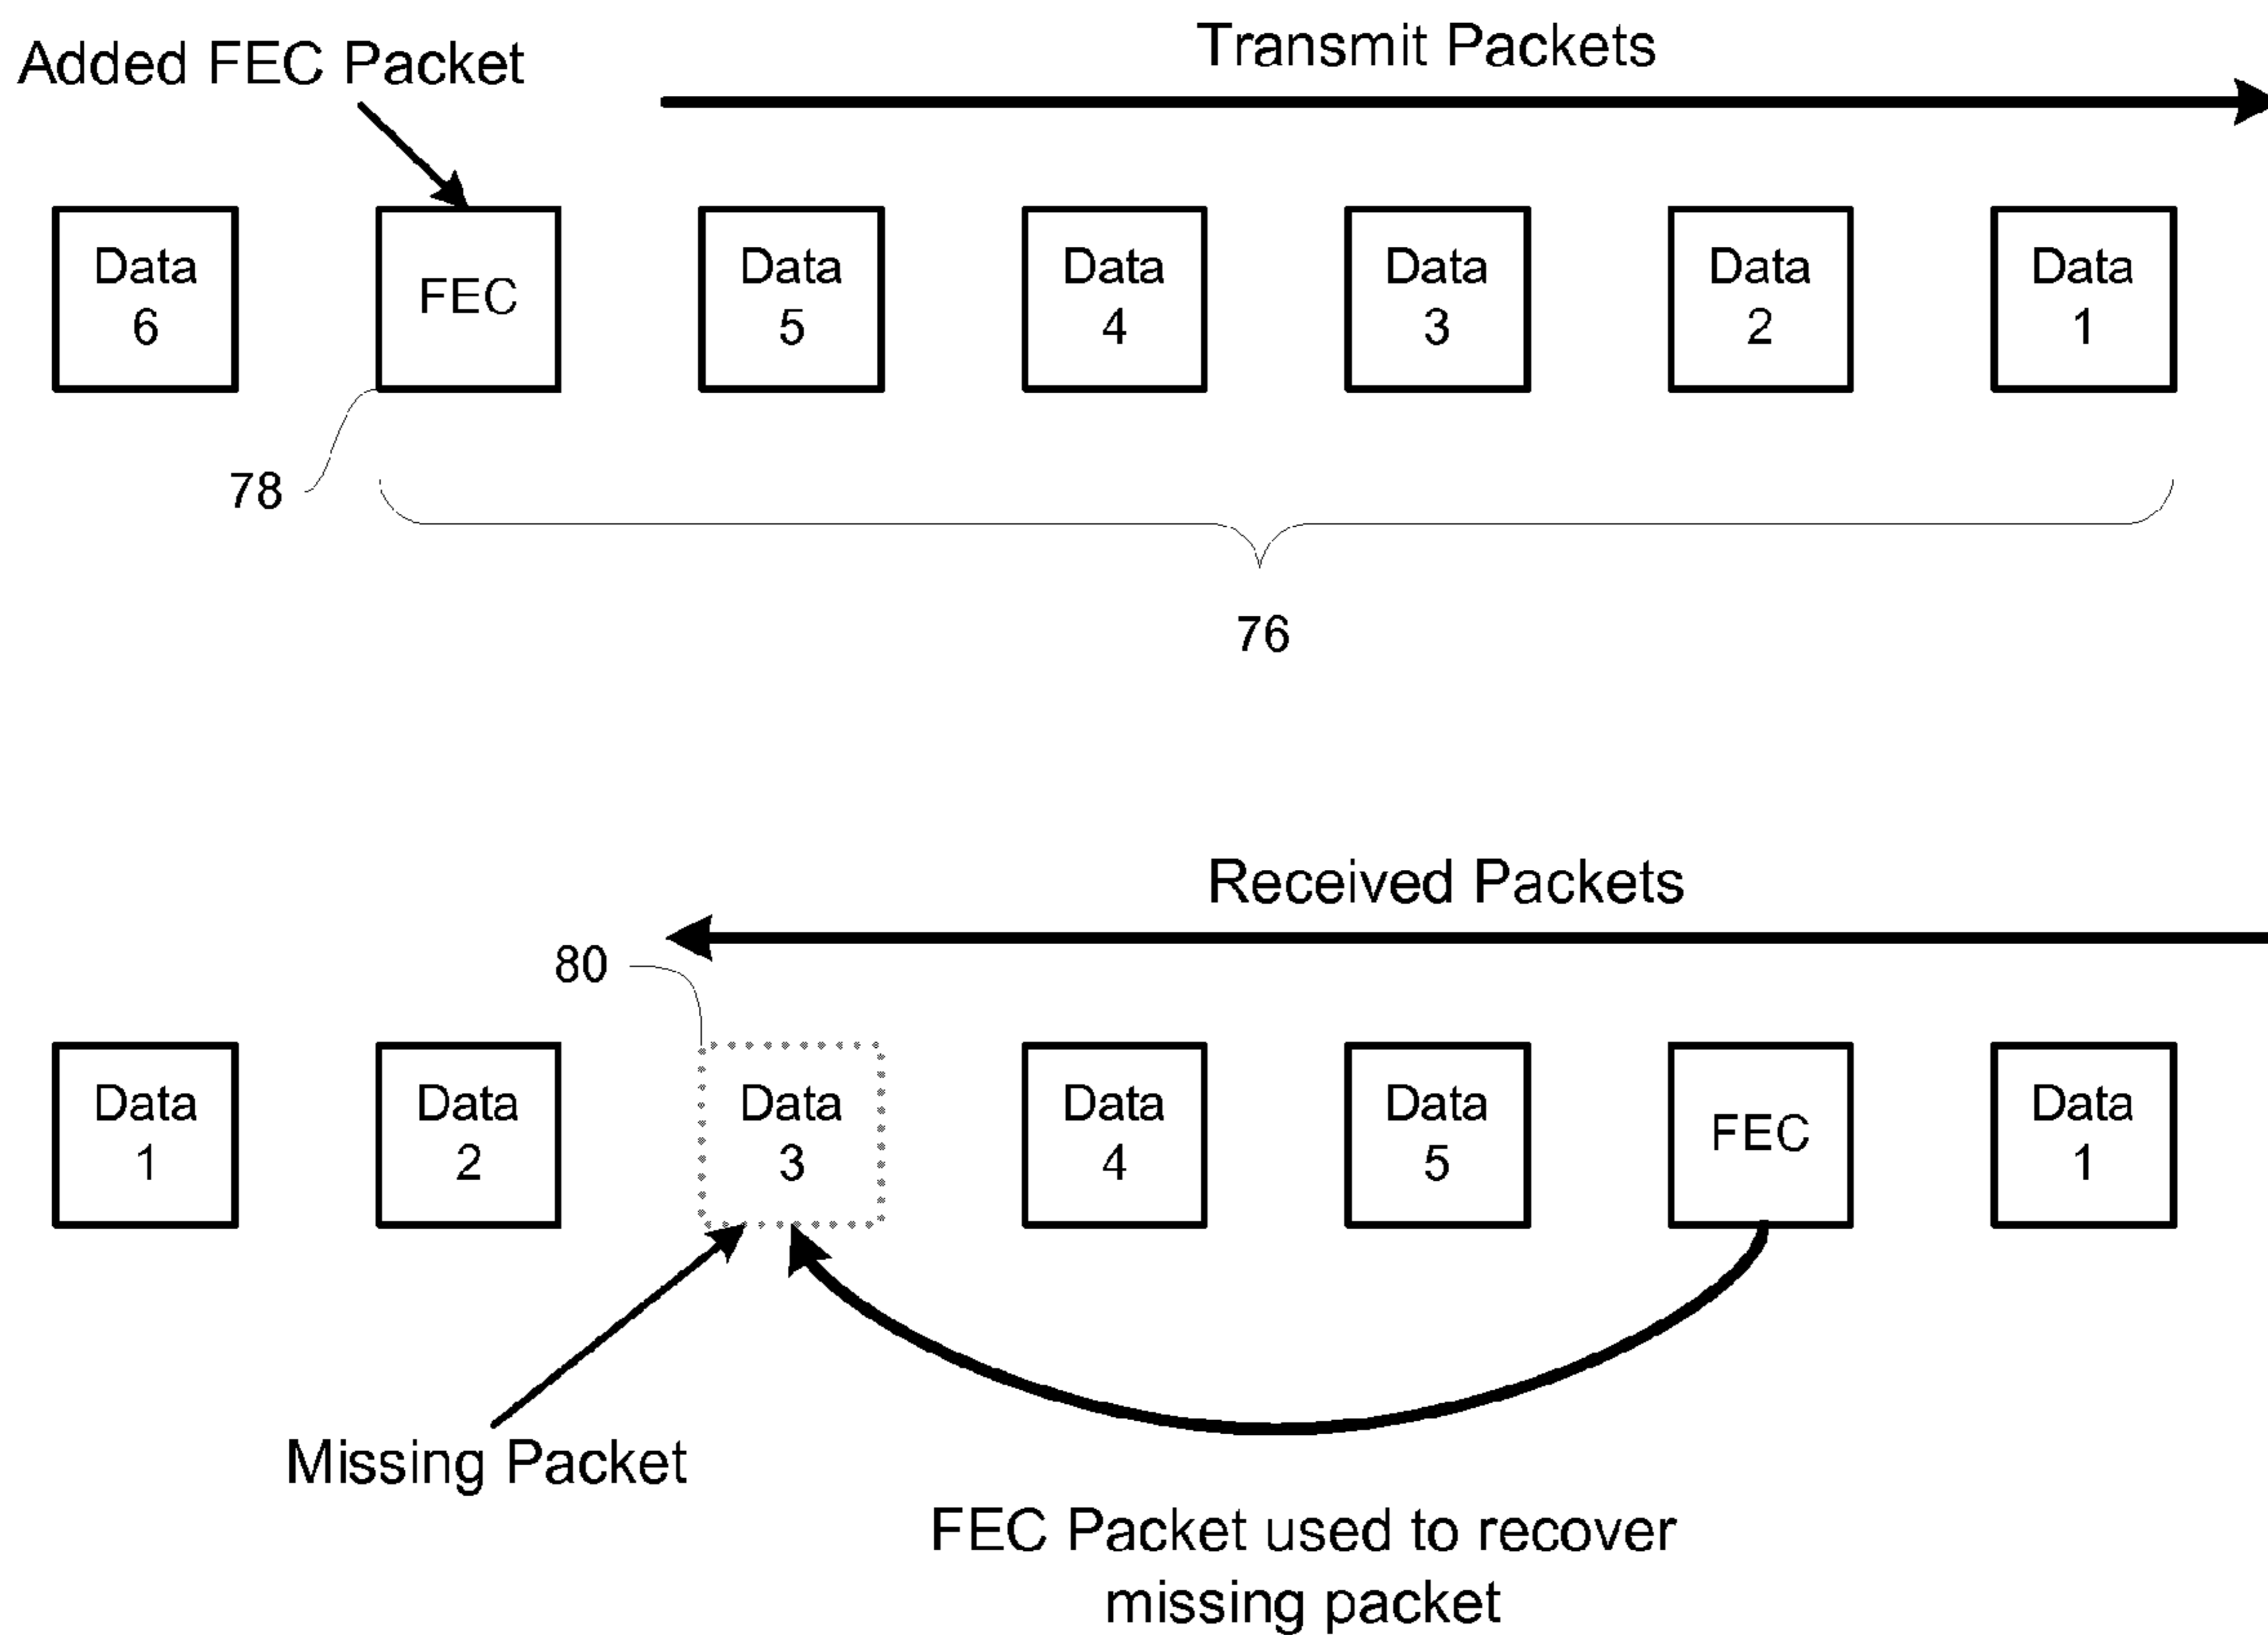 Added FEC Packet
Transmit Packets
Data
6
FEC
Data
5
Data
4
Data
3
Data
2
Data
1
78
76
Received Packets
80
Data
1
Data
2
Data
3
Data
4
Data
5
FEC
Data
1
Missing Packet
FEC Packet used to recover
missing packet